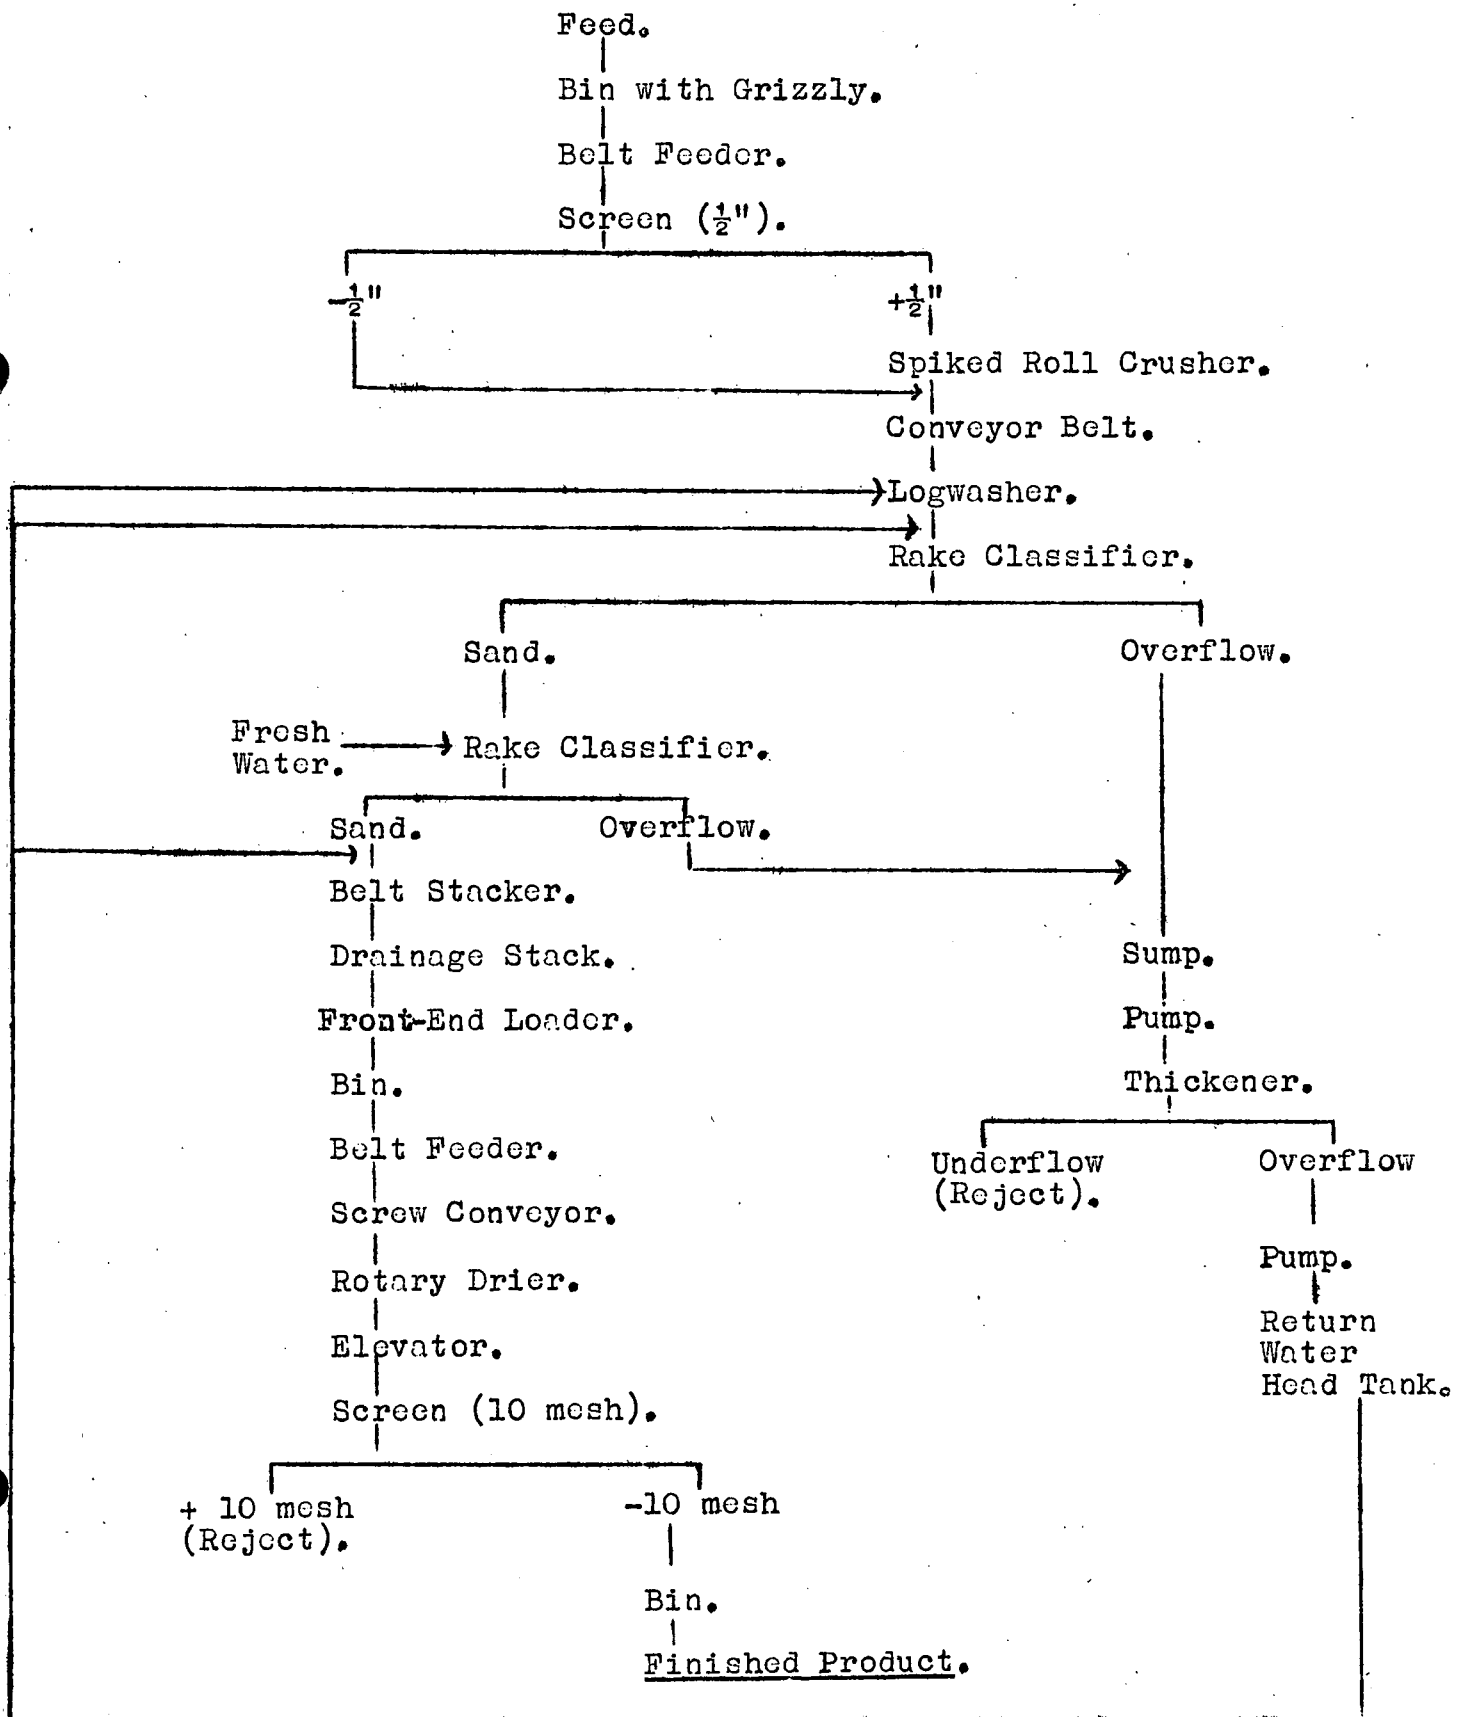 Feed.
Bin with Grizzly.
Belt Feeder.
Screen (½").
-½"
+½"
Spiked Roll Crusher.
Conveyor Belt.
Logwasher.
Rake Classifier.
Sand.
Overflow.
Fresh
Water.
Rake Classifier.
Sand.
Overflow.
Belt Stacker.
Drainage Stack.
Front-End Loader.
Bin.
Belt Feeder.
Screw Conveyor.
Rotary Drier.
Elevator.
Screen (10 mesh).
+ 10 mesh
(Reject).
-10 mesh
Bin.
Finished Product.
Sump.
Pump.
Thickener.
Underflow
(Reject).
Overflow
Pump.
Return
Water
Head Tank.